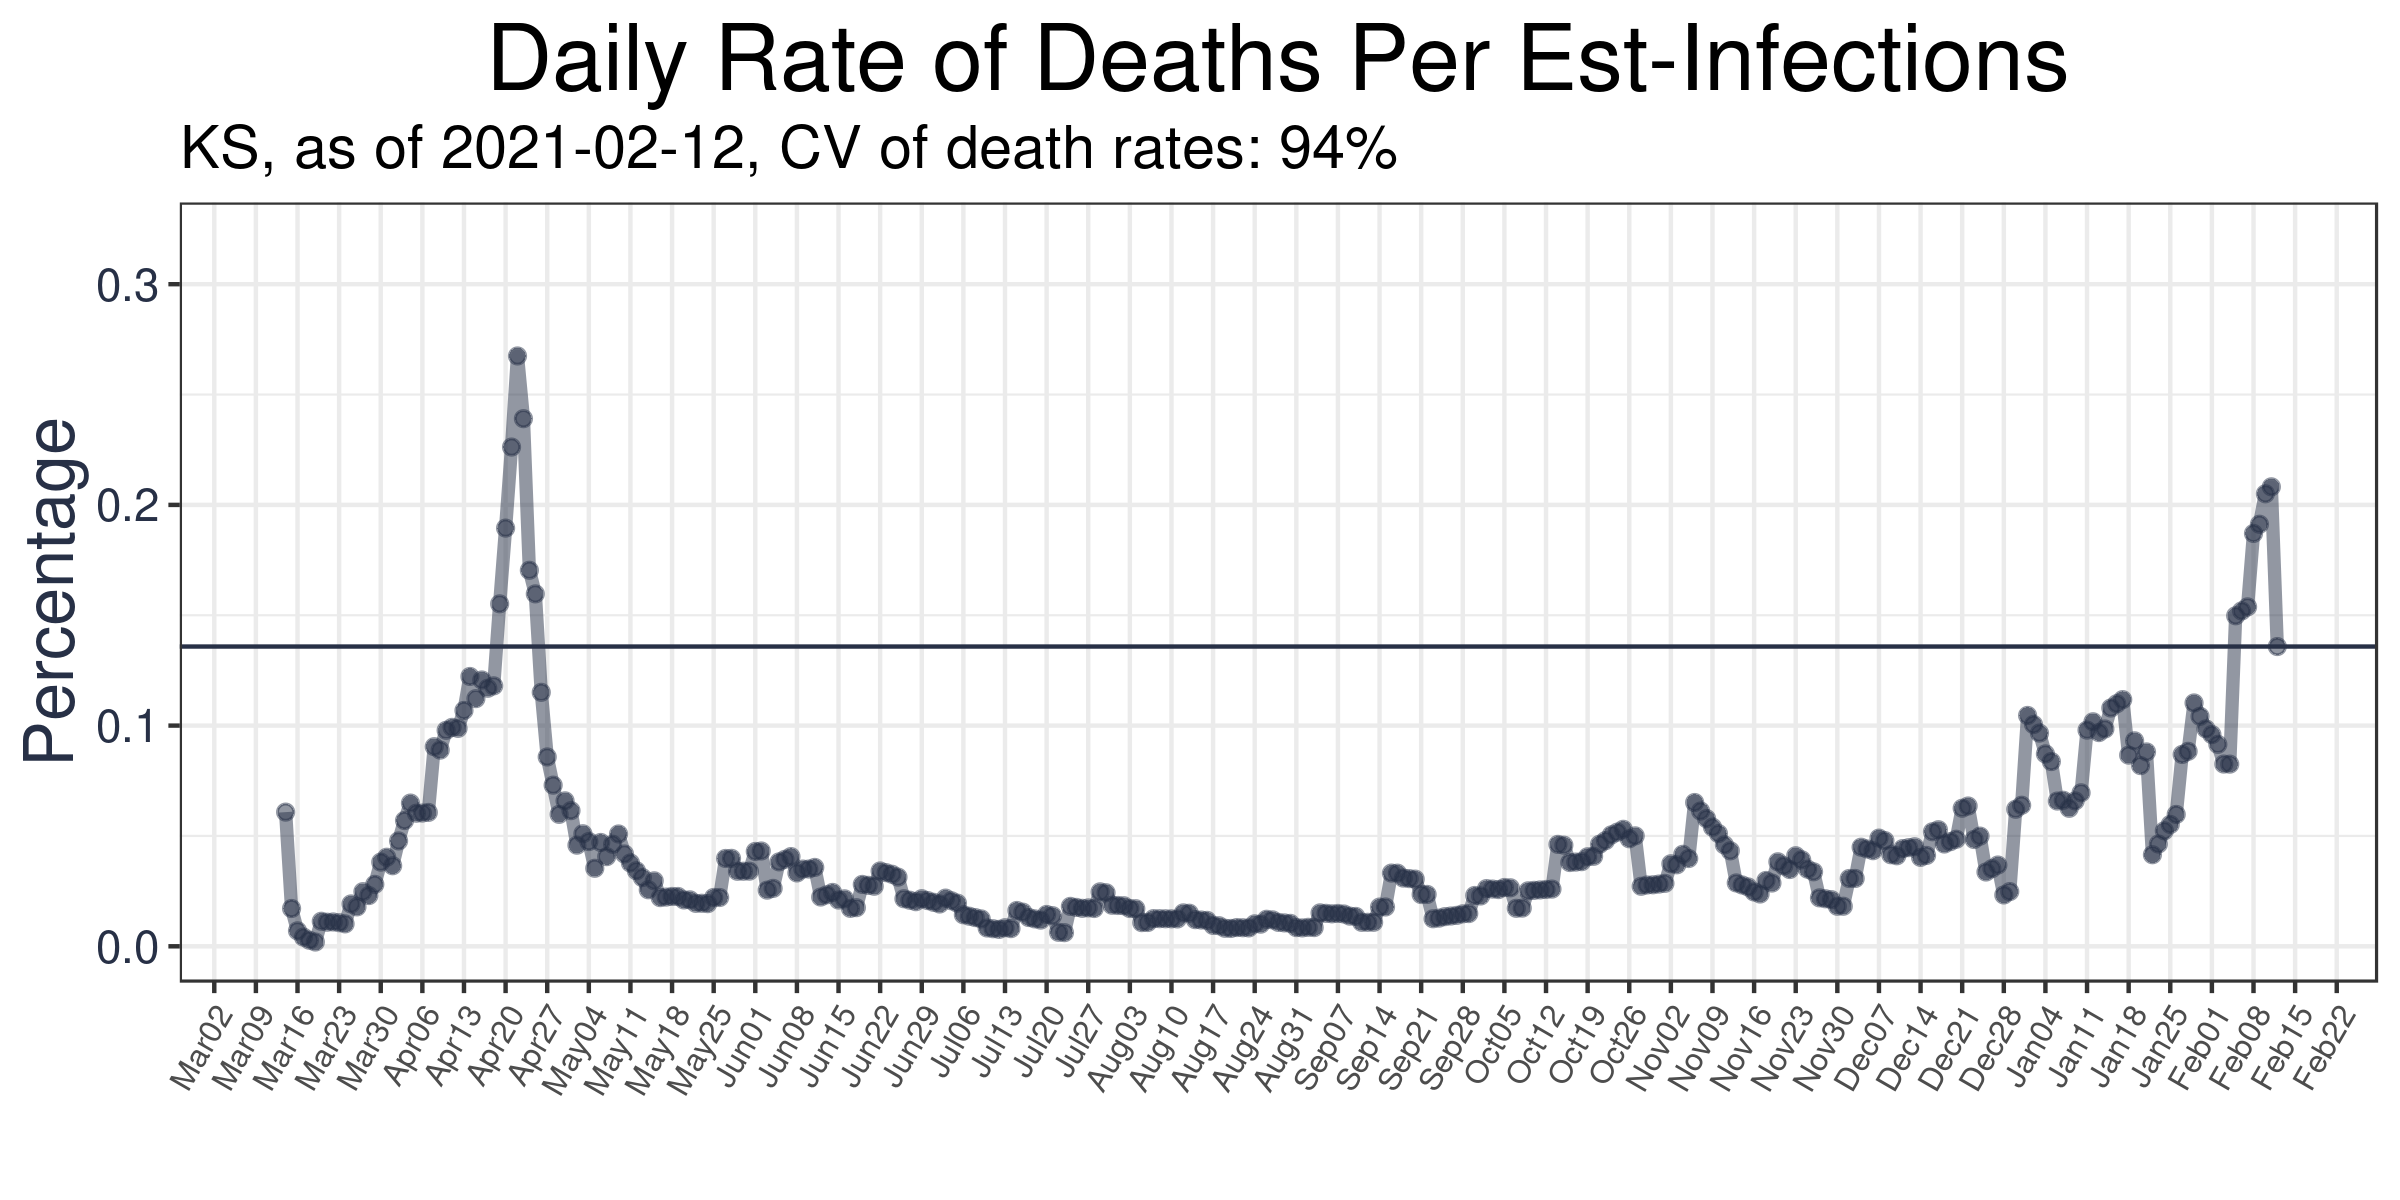 Daily Rate of Deaths Per Est-Infections
KS, as of 2021-02-12, CV of death rates: 94%
Percentage
0.3
0.2
0.1
0.0
Mar02 Mar09 Mar16 Mar23 Mar30 Apr06 Apr13 Apr20 Apr27 May04 May11 May18 May25 Jun01 Jun08 Jun15 Jun22 Jun29 Jul06 Jul13 Jul20 Jul27 Aug03 Aug10 Aug17 Aug24 Aug31 Sep07 Sep14 Sep21 Sep28 Oct05 Oct12 Oct19 Oct26 Nov02 Nov09 Nov16 Nov23 Nov30 Dec07 Dec14 Dec21 Dec28 Jan04 Jan11 Jan18 Jan25 Feb01 Feb08 Feb15 Feb22